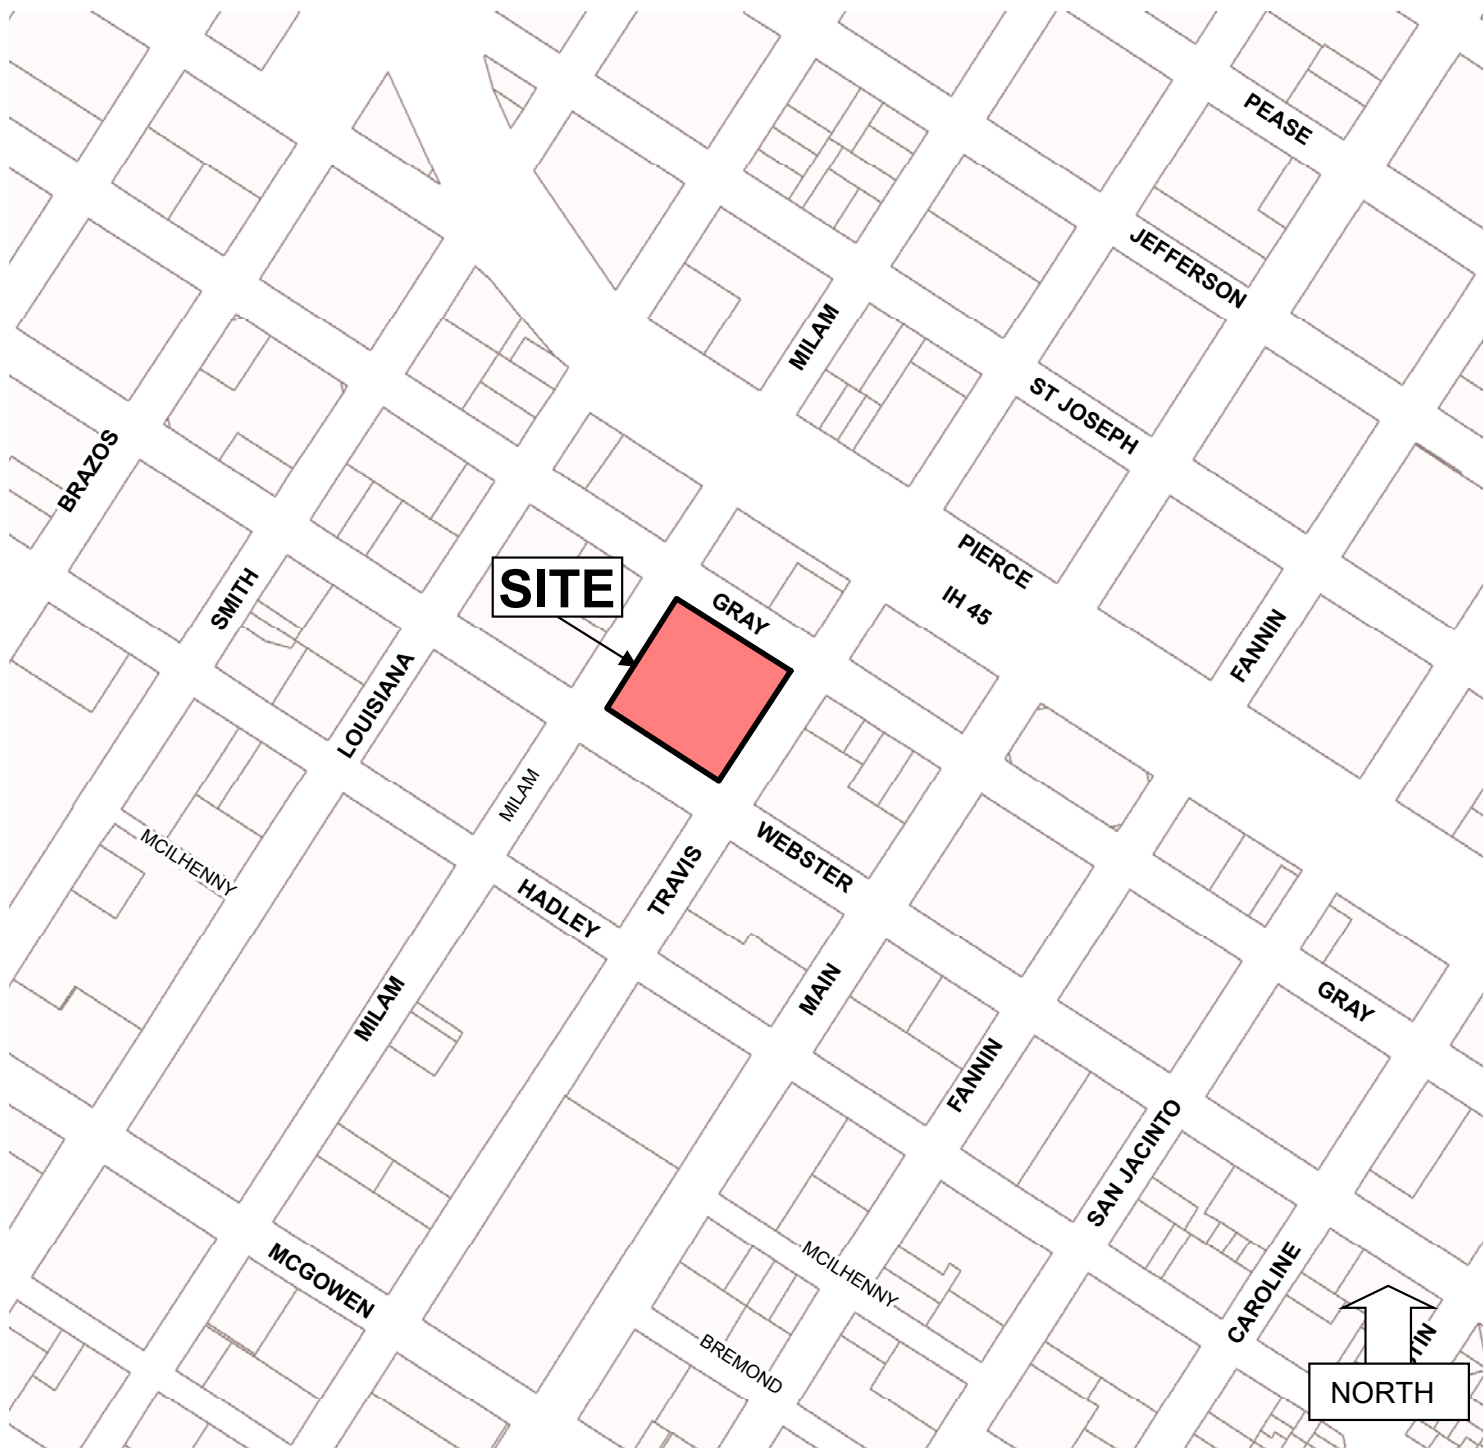 PEASE
JEFFERSON
MILAM
ST JOSEPH
BRAZOS
PIERCE
SITE
IH 45
SMITH
GRAY
FANNIN
LOUISIANA
MILAM
WEBSTER
MCILHENNY
TRAVIS
HADLEY
MAIN
MILAM
GRAY
FANNIN
SAN JACINTO
MCGOWEN
MCILHENNY
CAROLINE
BREMOND
TIN
NORTH